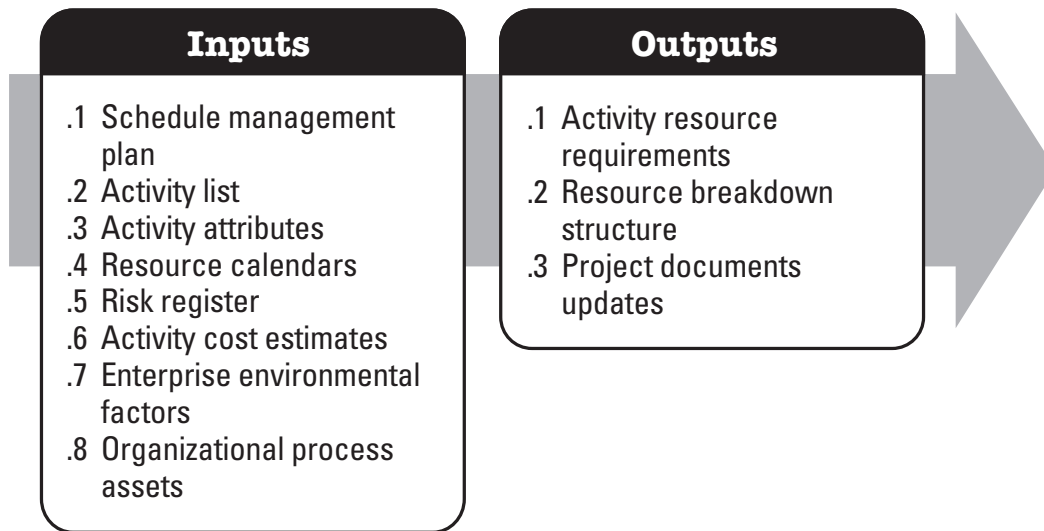 Inputs
.1 Schedule management
plan
.2 Activity list
.3 Activity attributes
.4 Resource calendars
.5 Risk register
.6 Activity cost estimates
.7 Enterprise environmental
factors
.8 Organizational process
assets
Outputs
.1 Activity resource
requirements
.2 Resource breakdown
structure
.3 Project documents
updates